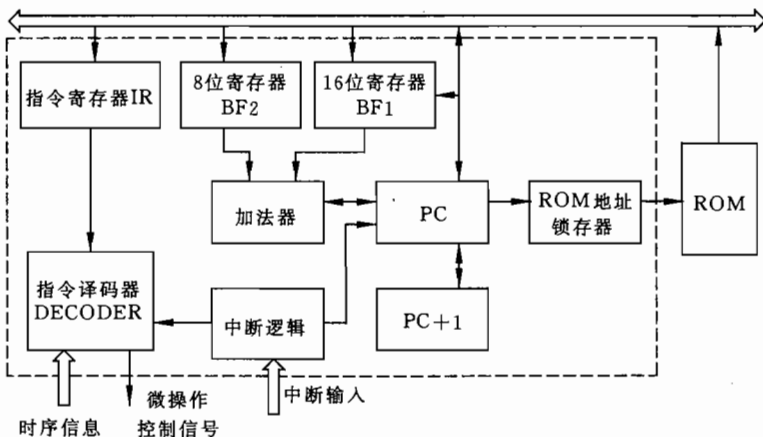 指令寄存器IR
8位寄存器
BF2
16位寄存器
BF1
加法器
PC
ROM 地址
锁存器
ROM
指令译码器
DECODER
中断逻辑
PC+1
时序信息
微操作
控制信号
中断输入